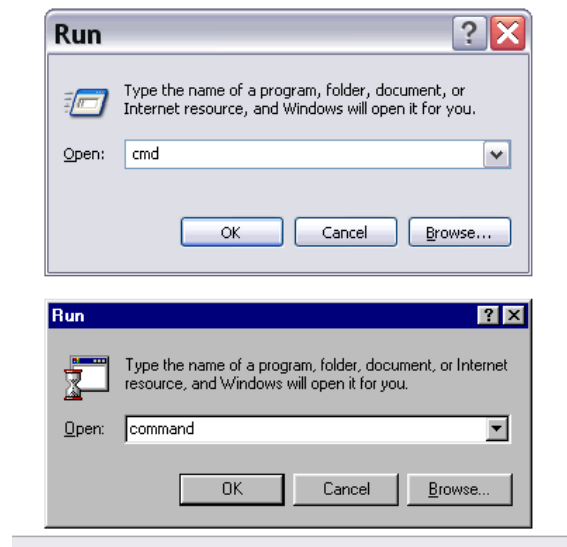 Run
Type the name of a program, folder, document, or
Internet resource, and Windows will open it for you.
Open: cmd
OK Cancel Browse...
Run
Type the name of a program, folder, document, or Internet
resource, and Windows will open it for you.
Open: command
OK Cancel Browse...